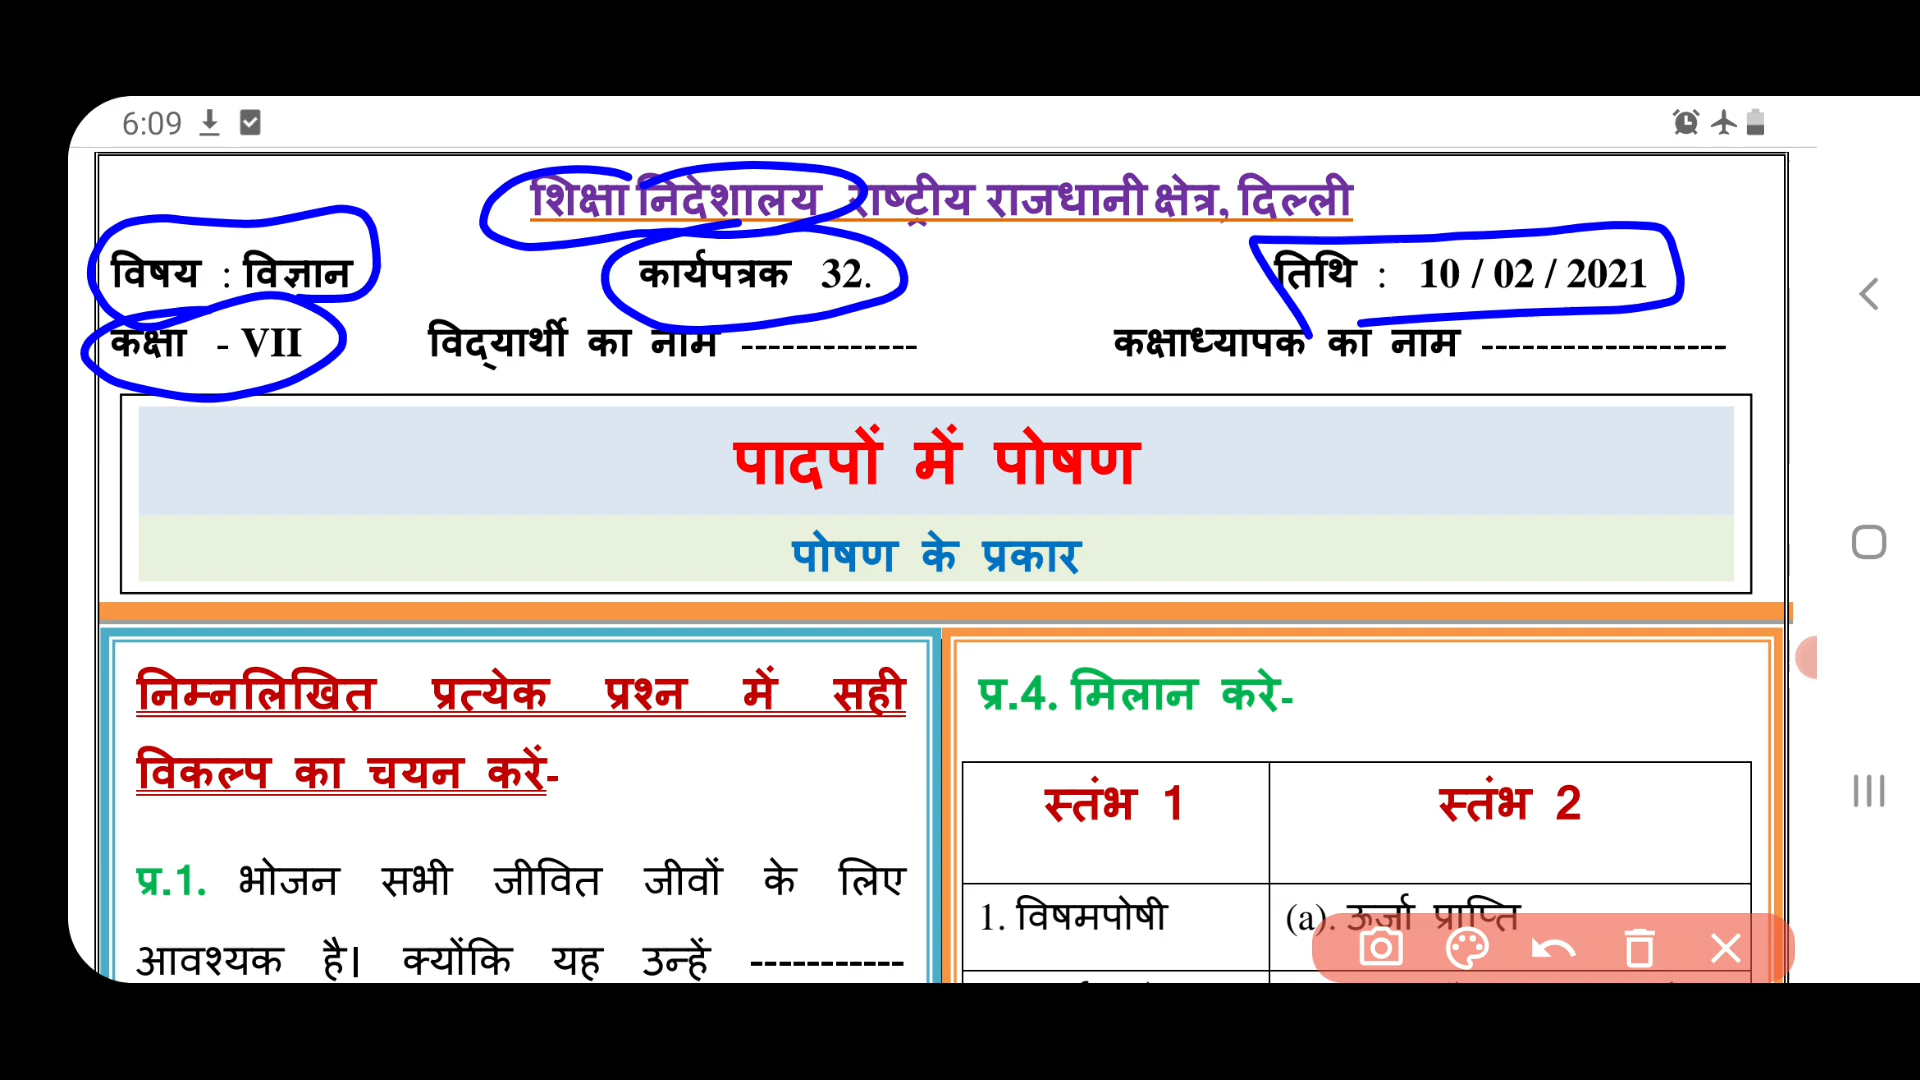 6:09
शिक्षा निदेशालय राष्ट्रीय राजधानी क्षेत्र, दिल्ली
विषय : विज्ञान कार्यपत्रक 32. तिथि : 10 / 02 / 2021
कक्षा - VII विद्यार्थी का नाम ------------- कक्षाध्यापक का नाम ------------------
पादपों में पोषण
पोषण के प्रकार
निम्नलिखित प्रत्येक प्रश्न में सही
विकल्प का चयन करें-
प्र.1. भोजन सभी जीवित जीवों के लिए
आवश्यक है। क्योंकि यह उन्हें -----------
प्र.4. मिलान करे-
स्तंभ 1 स्तंभ 2
1. विषमपोषी (a). ऊर्जा प्राप्ति